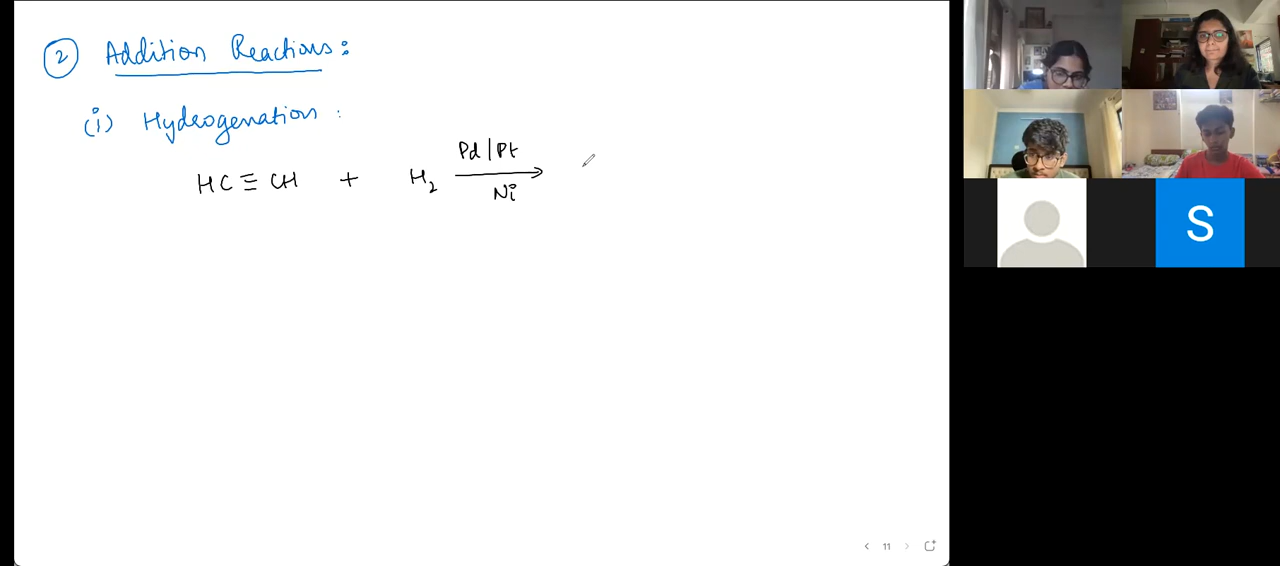 ② Addition Reactions:
(i) Hydrogenation :
HC ≡ CH + H₂ Pd | Pt
Ni
S
< 11 >